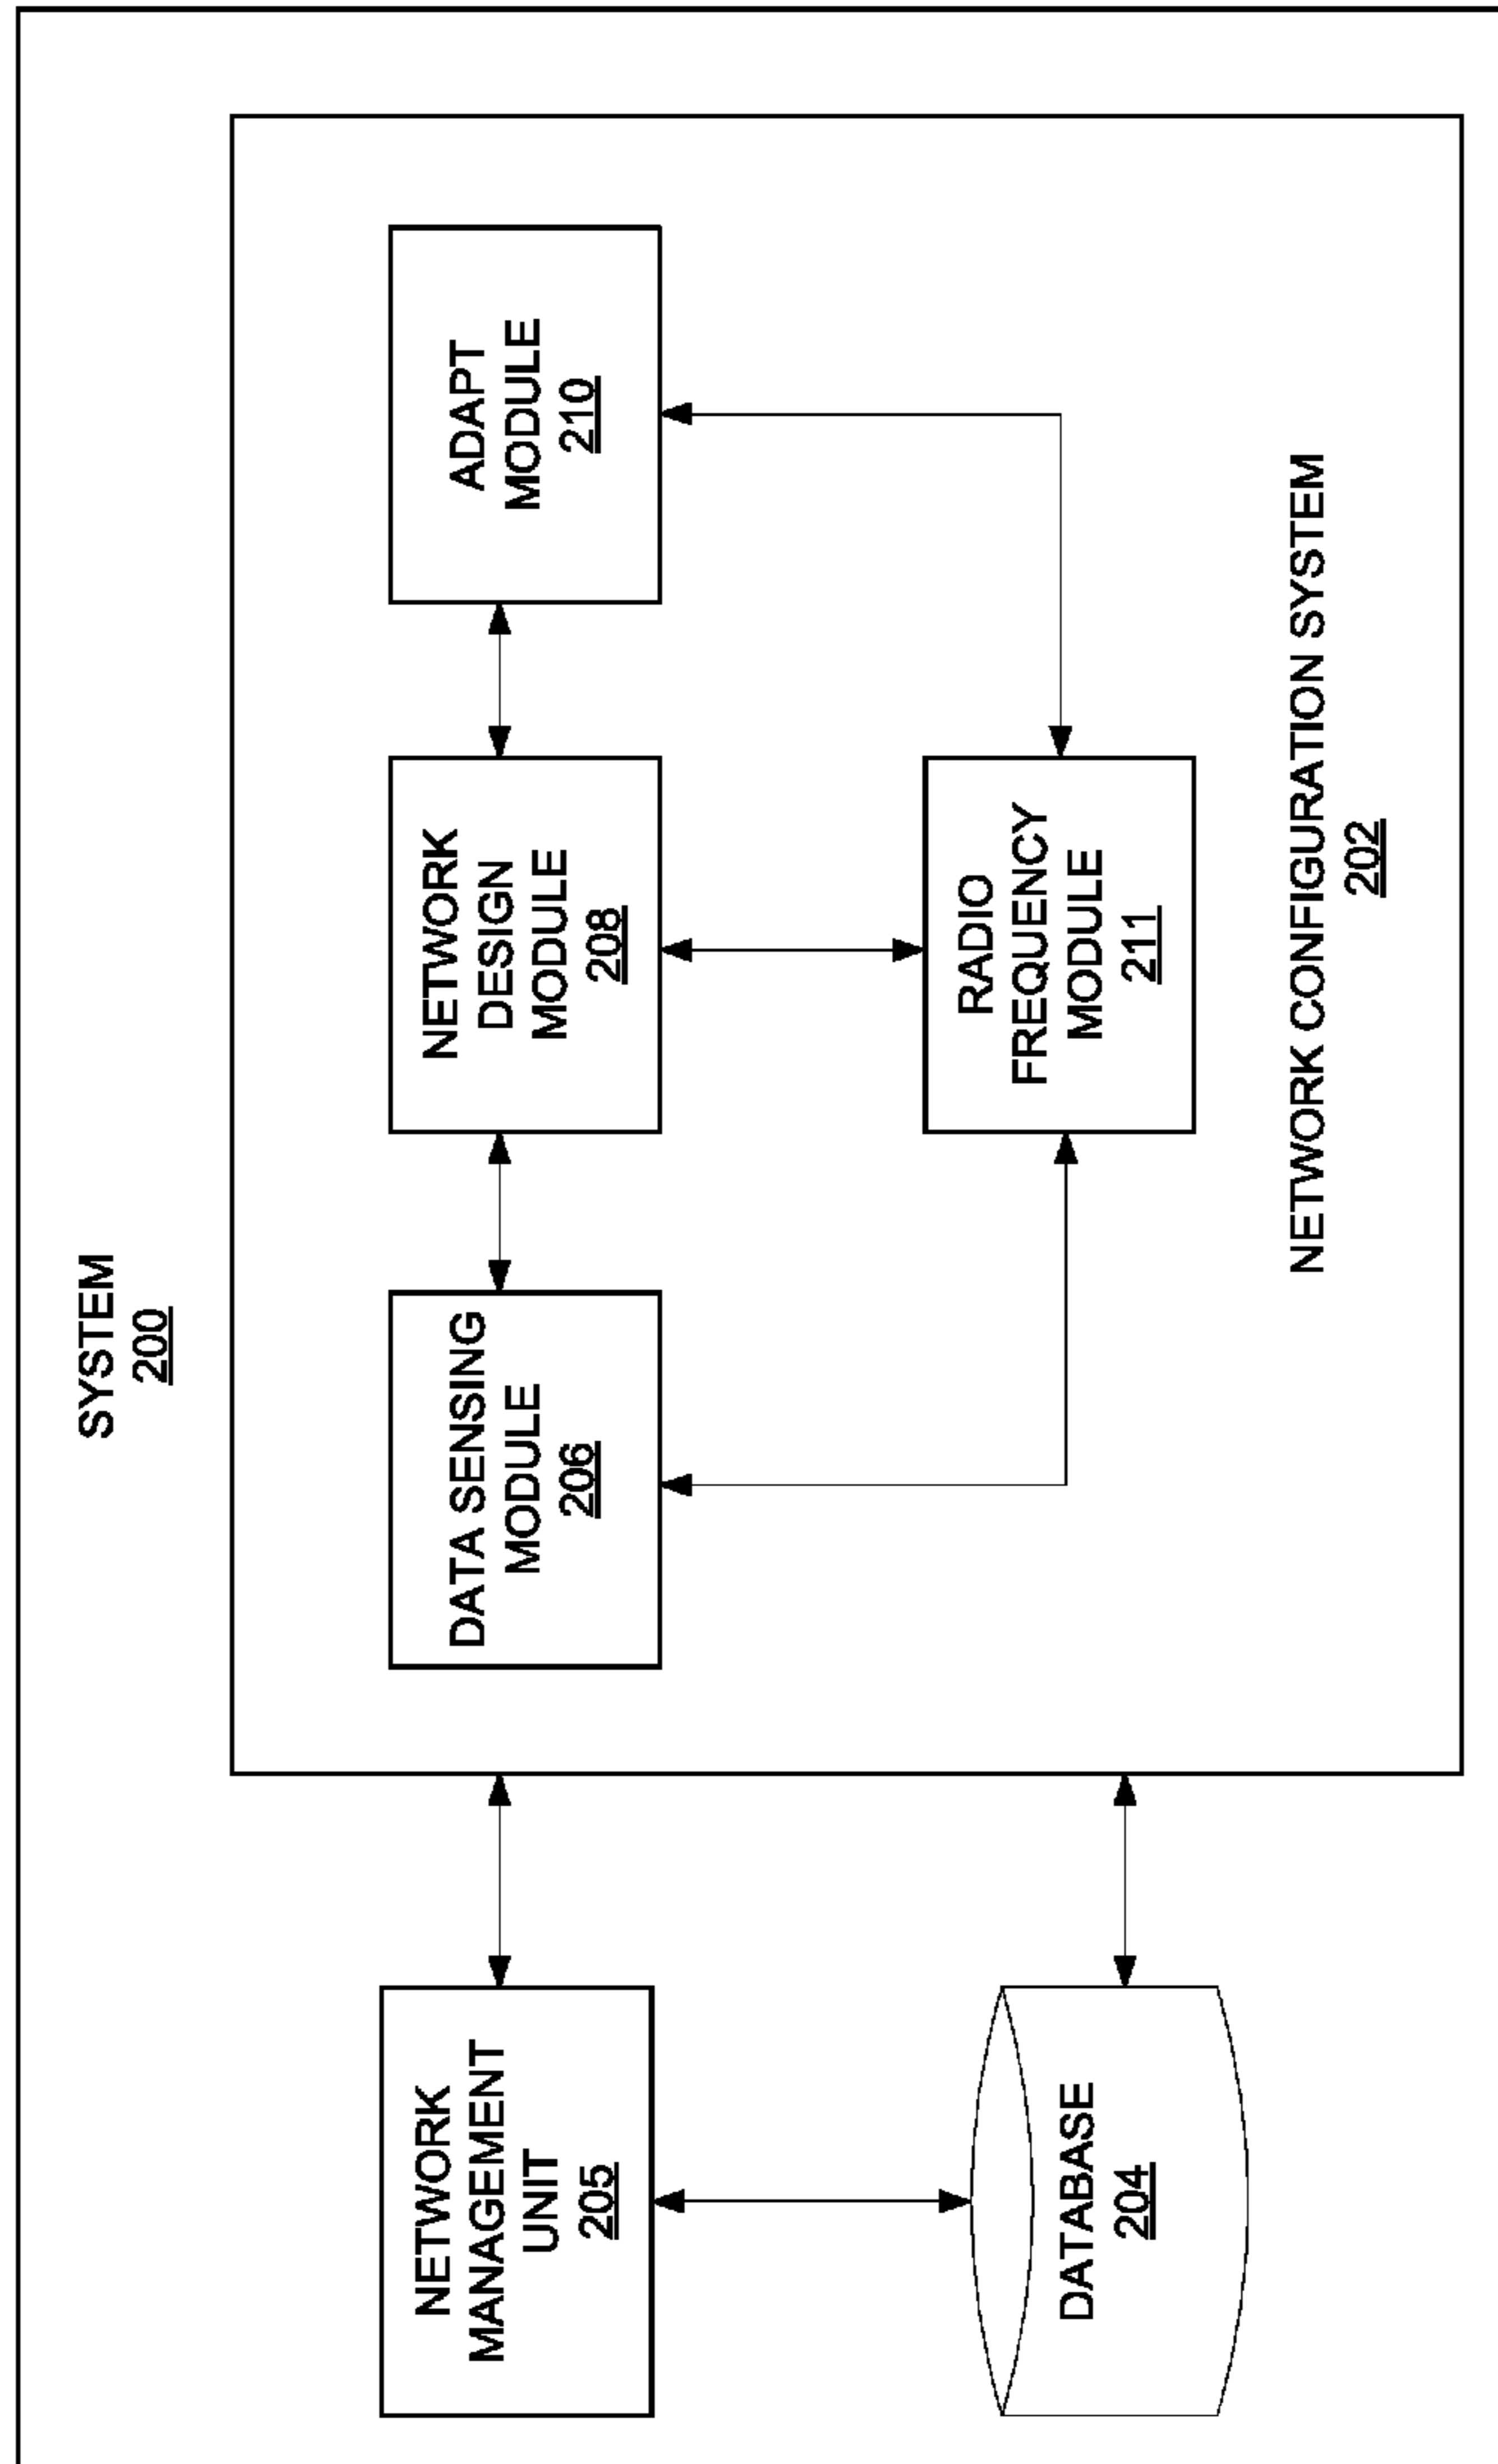 SYSTEM
200
NETWORK
MANAGEMENT
UNIT
205
DATA SENSING
MODULE
206
NETWORK
DESIGN
MODULE
208
ADAPT
MODULE
210
DATABASE
204
RADIO
FREQUENCY
MODULE
211
NETWORK CONFIGURATION SYSTEM
202